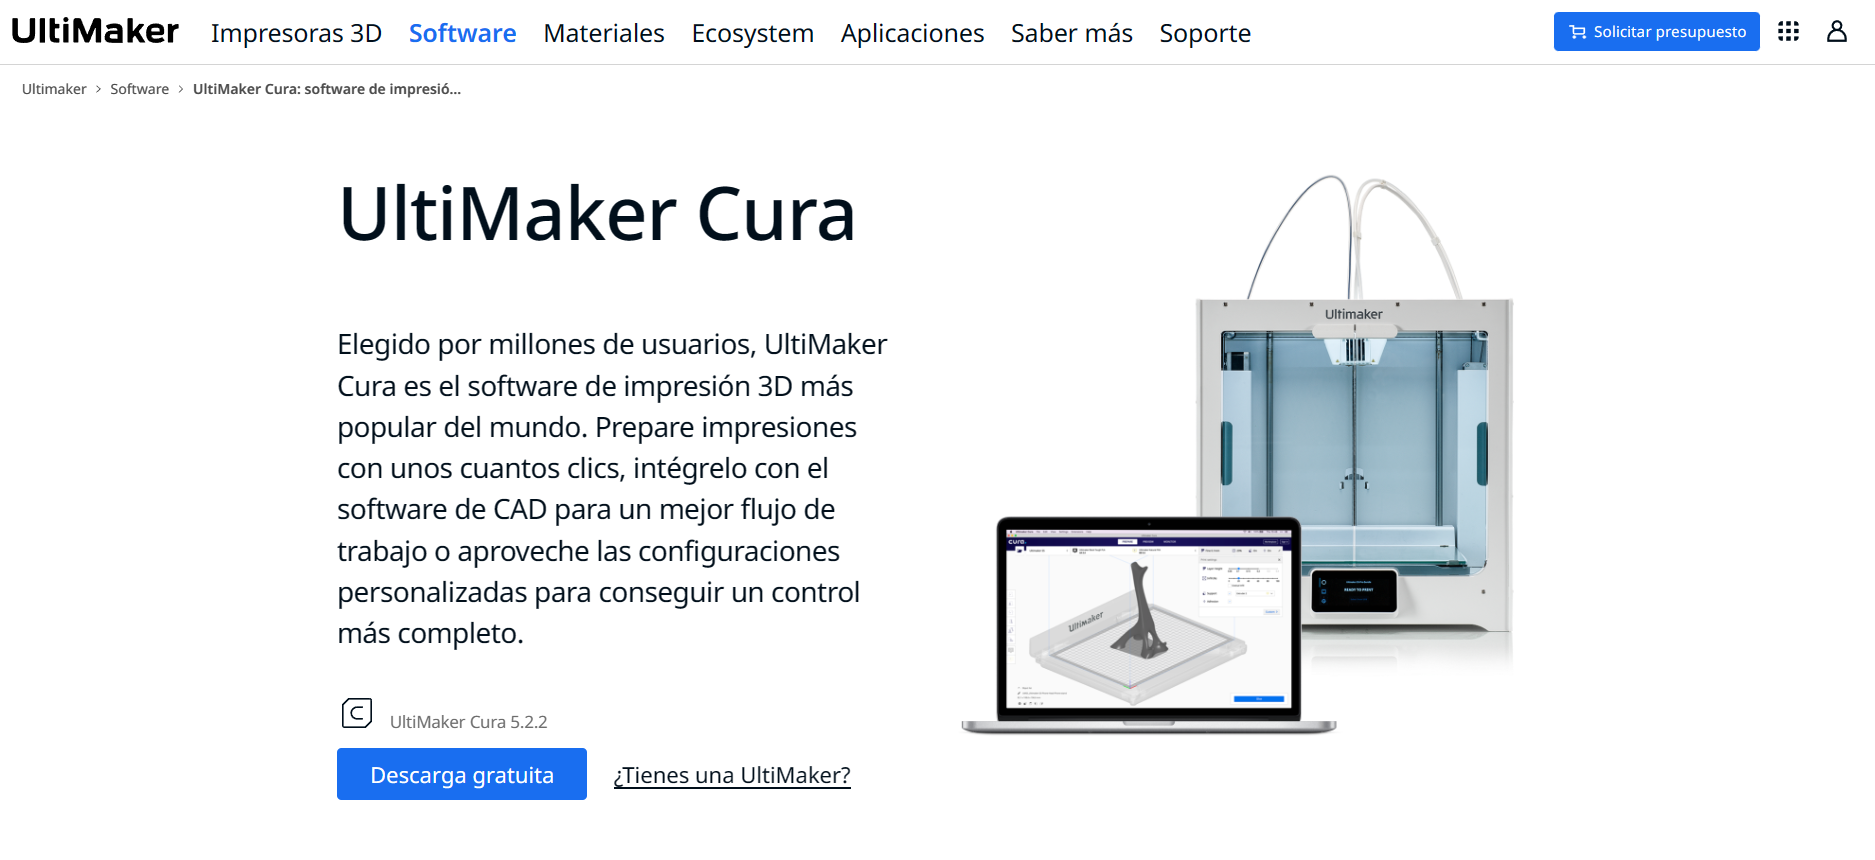 UltiMaker Impresoras 3D Software Materiales Ecosystem Aplicaciones Saber más Soporte Solicitar presupuesto
Ultimaker > Software > UltiMaker Cura: software de impresió...
UltiMaker Cura
Elegido por millones de usuarios, UltiMaker
Cura es el software de impresión 3D más
popular del mundo. Prepare impresiones
con unos cuantos clics, intégrelo con el
software de CAD para un mejor flujo de
trabajo o aproveche las configuraciones
personalizadas para conseguir un control
más completo.
UltiMaker Cura 5.2.2
Descarga gratuita ¿Tienes una UltiMaker?
Ultimaker
READY TO PRINT
cura.
Ultimaker